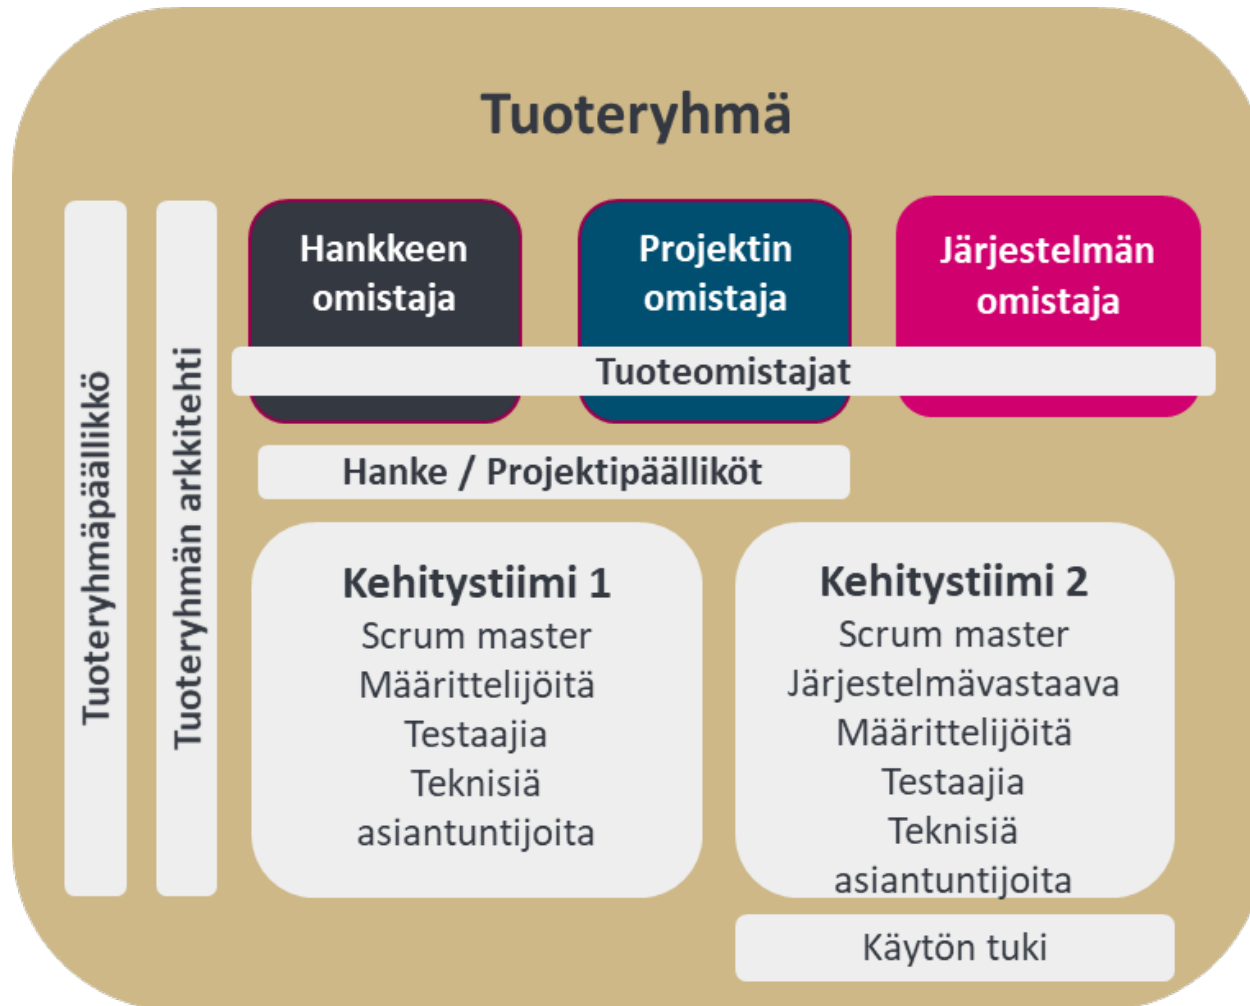 Tuoteryhmä
Tuoteryhmäpäällikkö
Tuoteryhmän arkkitehti
Hankkeen
omistaja
Projektin
omistaja
Järjestelmän
omistaja
Tuoteomistajat
Hanke / Projektipäälliköt
Kehitystiimi 1
Scrum master
Määrittelijöitä
Testaajia
Teknisiä
asiantuntijoita
Kehitystiimi 2
Scrum master
Järjestelmävastaava
Määrittelijöitä
Testaajia
Teknisiä
asiantuntijoita
Käytön tuki